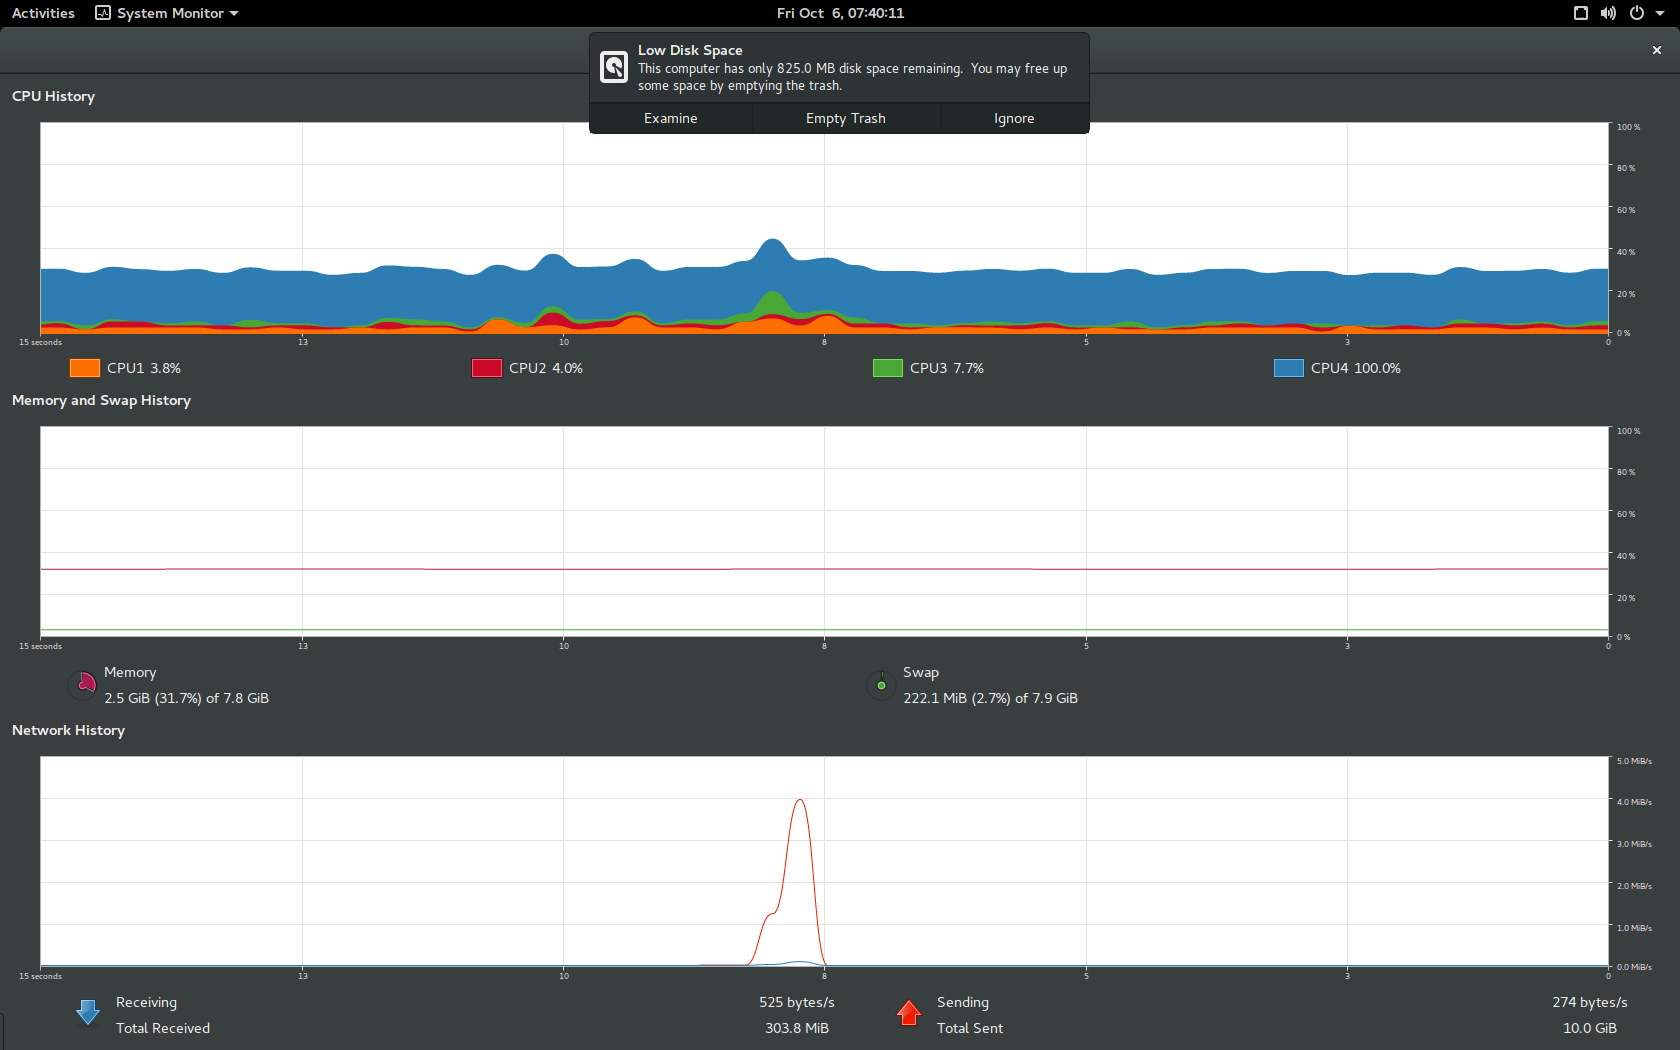 Activities System Monitor Fri Oct 6, 07:40:11
Low Disk Space
This computer has only 825.0 MB disk space remaining. You may free up
some space by emptying the trash.
Examine Empty Trash Ignore
CPU History
100 %
80 %
60 %
40 %
20 %
0 %
15 seconds 13 10 8 5 3 0
CPU1 3.8% CPU2 4.0% CPU3 7.7% CPU4 100.0%
Memory and Swap History
100 %
80 %
60 %
40 %
20 %
0 %
15 seconds 13 10 8 5 3 0
Memory Swap
2.5 GiB (31.7%) of 7.8 GiB 222.1 MiB (2.7%) of 7.9 GiB
Network History
5.0 MiB/s
4.0 MiB/s
3.0 MiB/s
2.0 MiB/s
1.0 MiB/s
0.0 MiB/s
15 seconds 13 10 8 5 3 0
Receiving 525 bytes/s Sending 274 bytes/s
Total Received 303.8 MiB Total Sent 10.0 GiB